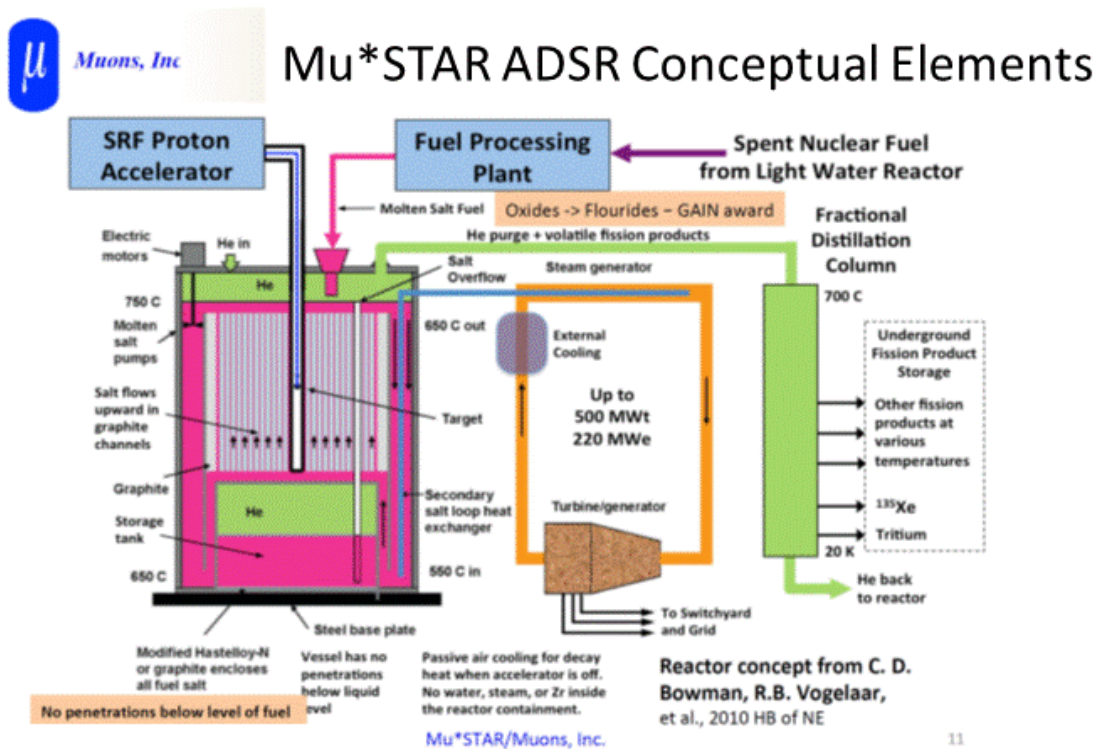 μ
Muons, Inc
Mu*STAR ADSR Conceptual Elements
SRF Proton
Accelerator
Fuel Processing
Plant
Spent Nuclear Fuel
from Light Water Reactor
Molten Salt Fuel
Oxides -> Flourides – GAIN award
He purge + volatile fission products
Fractional
Distillation
Column
Electric
motors
He in
He
Salt
Overflow
Steam generator
700 C
750 C
650 C out
Molten
salt
pumps
External
Cooling
Underground
Fission Product
Storage
Salt flows
upward in
graphite
channels
Target
Up to
500 MWt
220 MWe
Other fission
products at
various
temperatures
Graphite
Storage
tank
He
Secondary
salt loop heat
exchanger
Turbine/generator
¹³⁵Xe
Tritium
20 K
650 C
550 C in
He back
to reactor
Steel base plate
To Switchyard
and Grid
Modified Hastelloy-N
or graphite encloses
all fuel salt
Vessel has no
penetrations
below liquid
evel
Passive air cooling for decay
heat when accelerator is off.
No water, steam, or Zr inside
the reactor containment.
Reactor concept from C. D.
Bowman, R.B. Vogelaar,
et al., 2010 HB of NE
No penetrations below level of fuel
Mu*STAR/Muons, Inc.
11